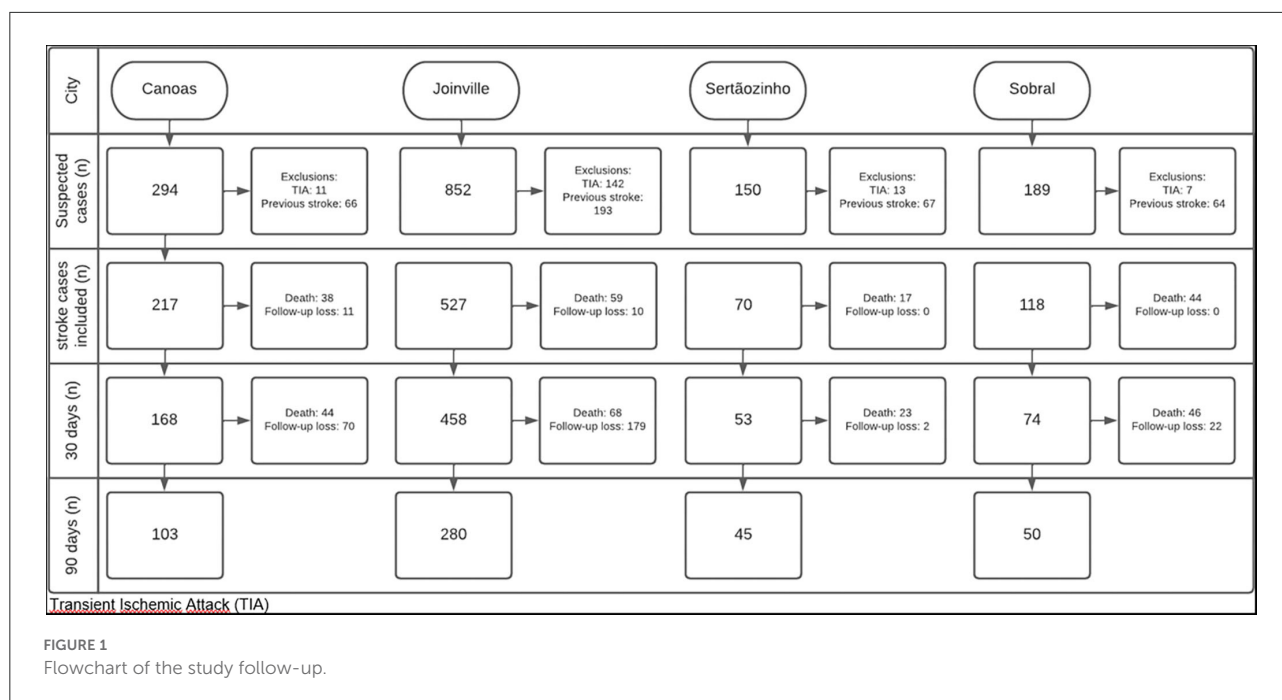 City
Canoas
Joinville
Sertãozinho
Sobral
Suspected
cases (n)
294
Exclusions:
TIA: 11
Previous stroke: 66
852
Exclusions:
TIA: 142
Previous stroke:
193
150
Exclusions:
TIA: 13
Previous stroke: 67
189
Exclusions:
TIA: 7
Previous stroke: 64
stroke cases
included (n)
217
Death: 38
Follow-up loss: 11
527
Death: 59
Follow-up loss: 10
70
Death: 17
Follow-up loss: 0
118
Death: 44
Follow-up loss: 0
30 days (n)
168
Death: 44
Follow-up loss: 70
458
Death: 68
Follow-up loss: 179
53
Death: 23
Follow-up loss: 2
74
Death: 46
Follow-up loss: 22
90 days (n)
103
280
45
50
Transient Ischemic Attack (TIA)
FIGURE 1
Flowchart of the study follow-up.